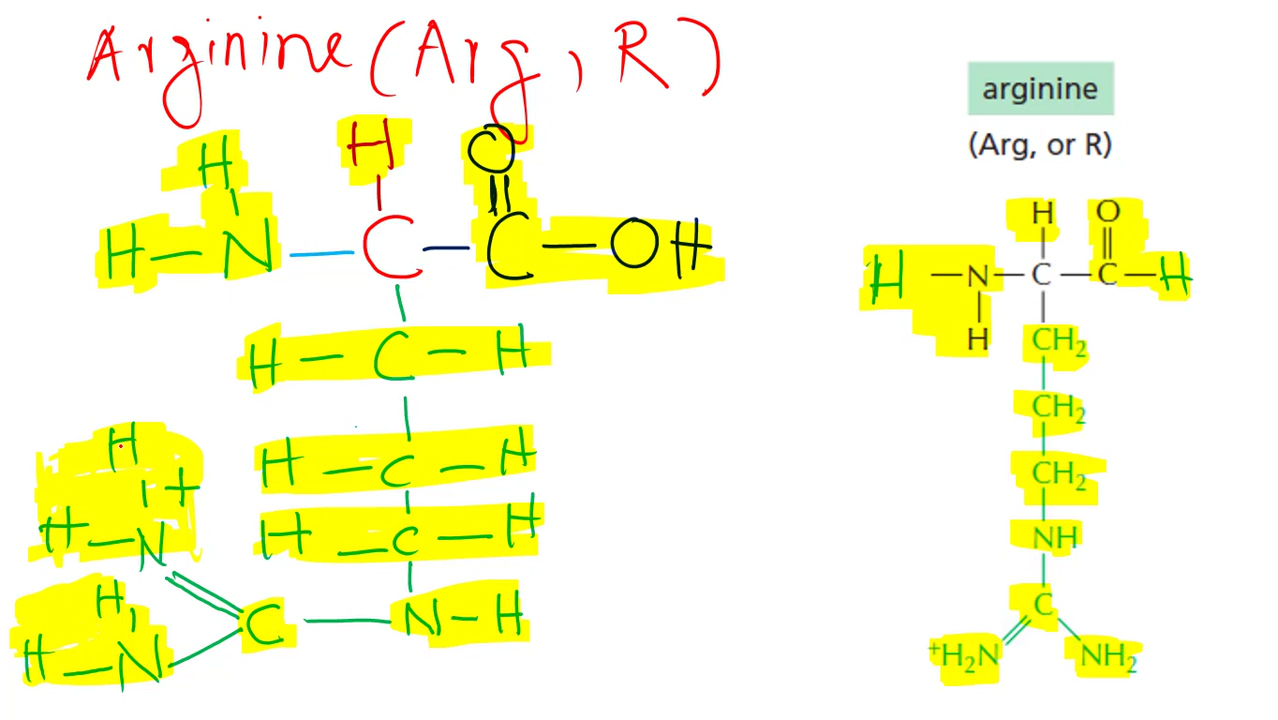 Arginine (Arg, R)
H H O
H – N – C – C – OH
H – C – H
H – C – H
H – C – H
H
+
H – N
C – N – H
H
H – N
arginine
(Arg, or R)
H O
H – N – C – C – H
H CH₂
CH₂
CH₂
NH
C
⁺H₂N NH₂